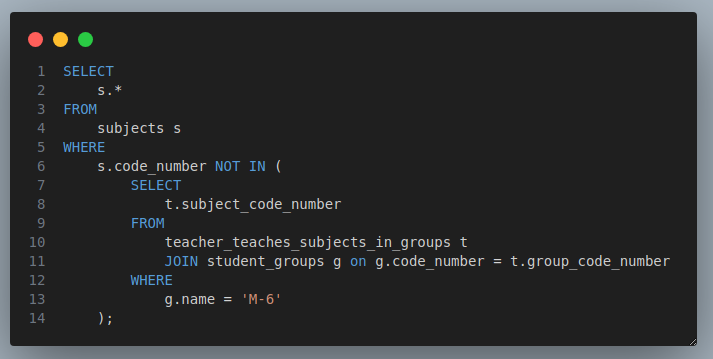 1 SELECT
2     s.*
3 FROM
4     subjects s
5 WHERE
6     s.code_number NOT IN (
7         SELECT
8             t.subject_code_number
9         FROM
10             teacher_teaches_subjects_in_groups t
11             JOIN student_groups g on g.code_number = t.group_code_number
12         WHERE
13             g.name = 'M-6'
14     );